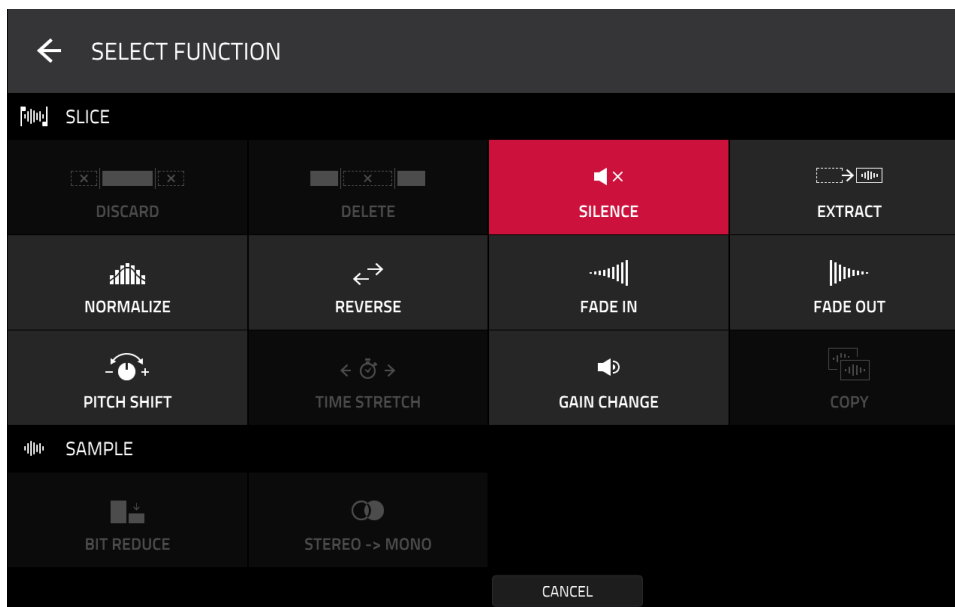 SELECT FUNCTION
SLICE
DISCARD
DELETE
SILENCE
EXTRACT
NORMALIZE
REVERSE
FADE IN
FADE OUT
PITCH SHIFT
TIME STRETCH
GAIN CHANGE
COPY
SAMPLE
BIT REDUCE
STEREO -> MONO
CANCEL